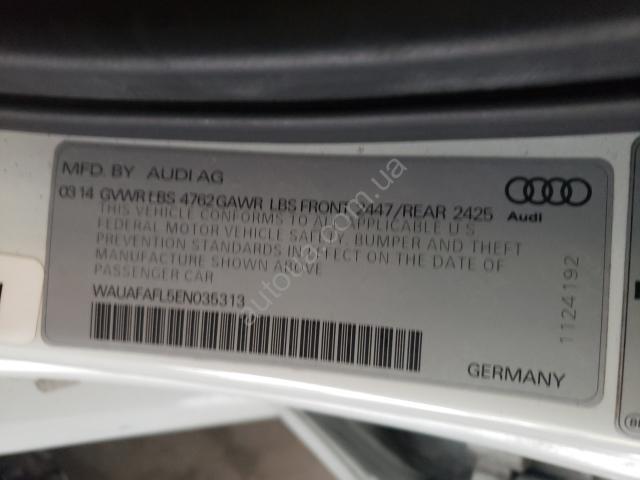 MFD. BY AUDI AG
03 14 GVWR LBS 4762 GAWR LBS FRONT 2447/REAR 2425
THIS VEHICLE CONFORMS TO ALL APPLICABLE U S
FEDERAL MOTOR VEHICLE SAFETY, BUMPER AND THEFT
PREVENTION STANDARDS IN EFFECT ON THE DATE OF
MANUFACTURE SHOWN ABOVE
PASSENGER CAR
WAUAFAFL5EN035313
Audi
1124192
GERMANY
autoua.com.ua